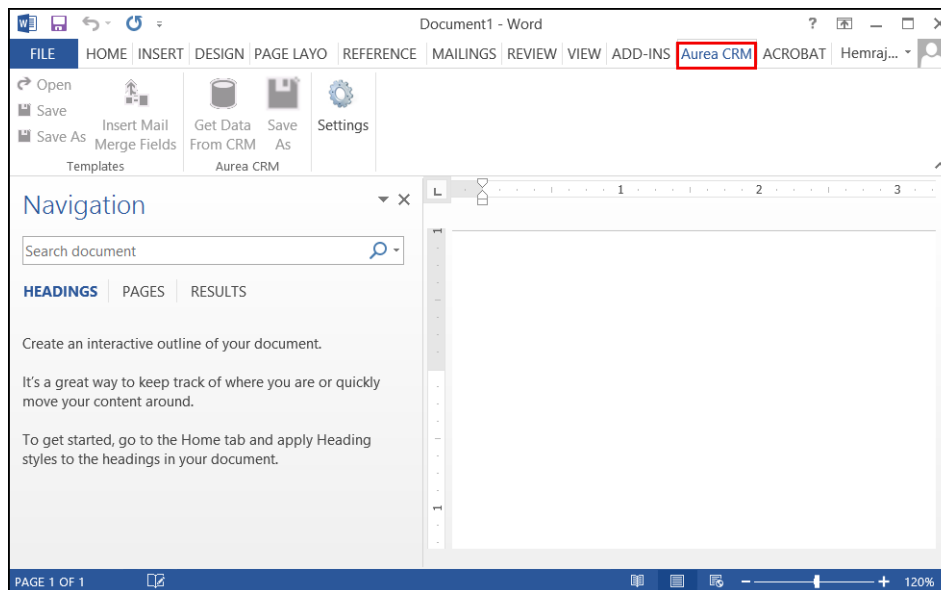 Document1 - Word
FILE HOME INSERT DESIGN PAGE LAYO REFERENCE MAILINGS REVIEW VIEW ADD-INS Aurea CRM ACROBAT Hemraj...
Open
Save
Save As
Insert Mail
Merge Fields
Get Data
From CRM
Save
As
Settings
Templates
Aurea CRM
Navigation
Search document
HEADINGS PAGES RESULTS
Create an interactive outline of your document.
It's a great way to keep track of where you are or quickly
move your content around.
To get started, go to the Home tab and apply Heading
styles to the headings in your document.
1 2 3
1
1
PAGE 1 OF 1
120%